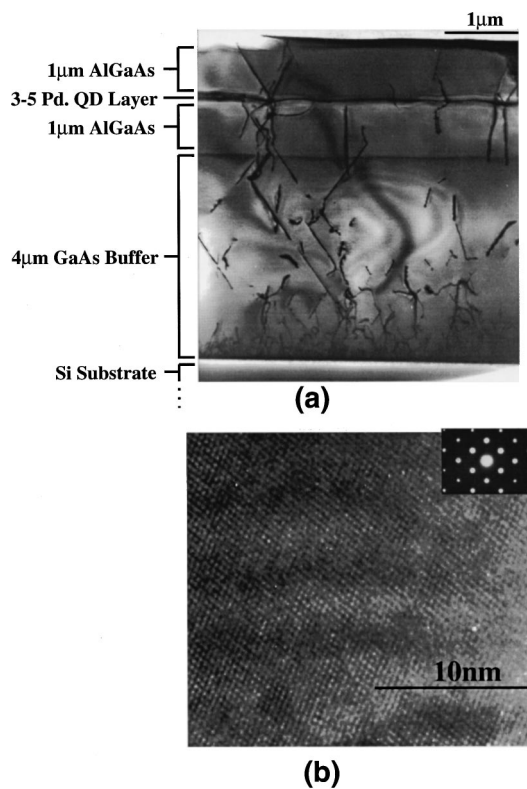 1μm
1μm AlGaAs
3-5 Pd. QD Layer
1μm AlGaAs
4μm GaAs Buffer
Si Substrate
(a)
10nm
(b)